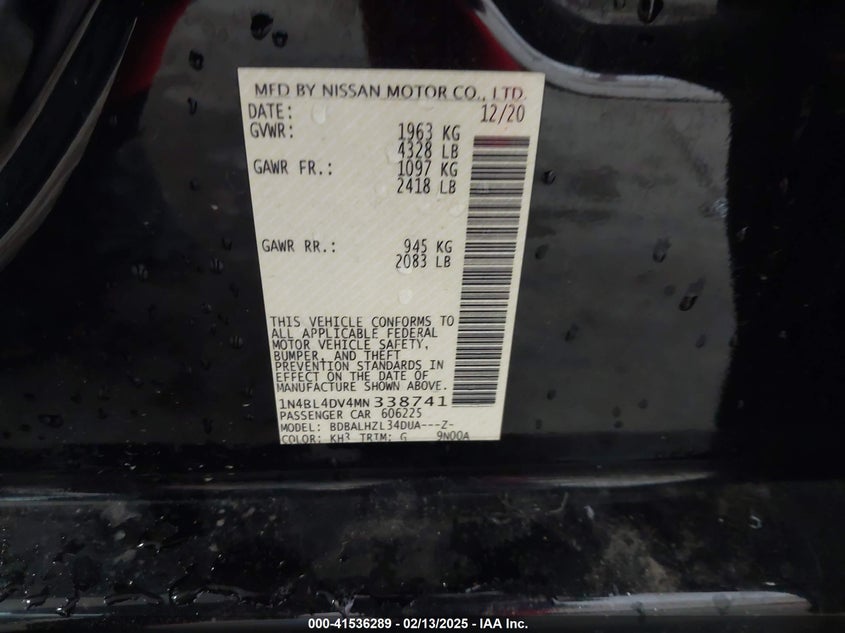 MFD BY NISSAN MOTOR CO., LTD.
DATE: 12/20
GVWR: 1963 KG
4328 LB
GAWR FR.: 1097 KG
2418 LB
GAWR RR.: 945 KG
2083 LB
THIS VEHICLE CONFORMS TO
ALL APPLICABLE FEDERAL
MOTOR VEHICLE SAFETY,
BUMPER, AND THEFT
PREVENTION STANDARDS IN
EFFECT ON THE DATE OF
MANUFACTURE SHOWN ABOVE.
1N4BL4DV4MN338741
PASSENGER CAR 606225
MODEL: BDBALHZL34DUA---Z-
COLOR: KH3 TRIM: G 9N00A
000-41536289 - 02/13/2025 - IAA Inc.